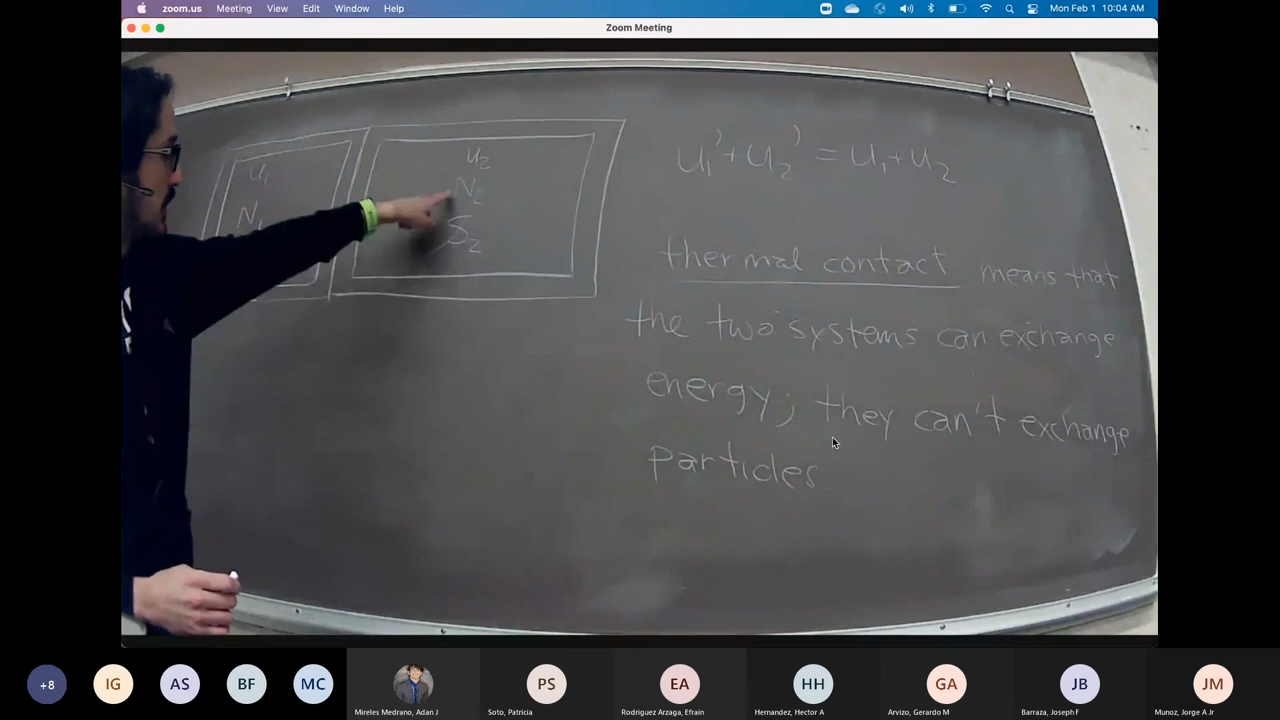 zoom.us Meeting View Edit Window Help Mon Feb 1 10:04 AM
Zoom Meeting
U₁
N₁
U₂
N₂
S₂
U₁' + U₂' = U₁ + U₂
thermal contact means that
the two systems can exchange
energy; they can't exchange
particles
+8 IG AS BF MC PS EA HH GA JB JM
Mireles Medrano, Adan J Soto, Patricia Rodriguez Arzaga, Efrain Hernandez, Hector A Arvizo, Gerardo M Barraza, Joseph F Munoz, Jorge A Jr